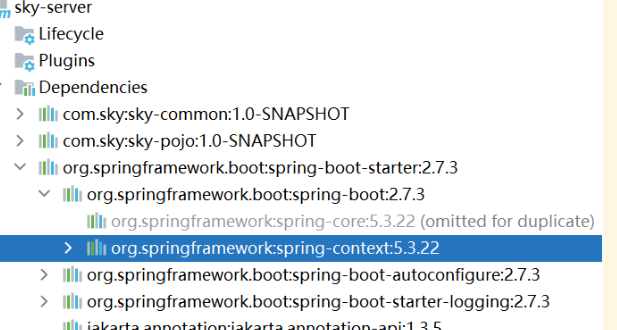 sky-server
Lifecycle
Plugins
Dependencies
com.sky:sky-common:1.0-SNAPSHOT
com.sky:sky-pojo:1.0-SNAPSHOT
org.springframework.boot:spring-boot-starter:2.7.3
org.springframework.boot:spring-boot:2.7.3
org.springframework:spring-core:5.3.22 (omitted for duplicate)
org.springframework:spring-context:5.3.22
org.springframework.boot:spring-boot-autoconfigure:2.7.3
org.springframework.boot:spring-boot-starter-logging:2.7.3
jakarta.annotation:jakarta.annotation-api:1.3.5